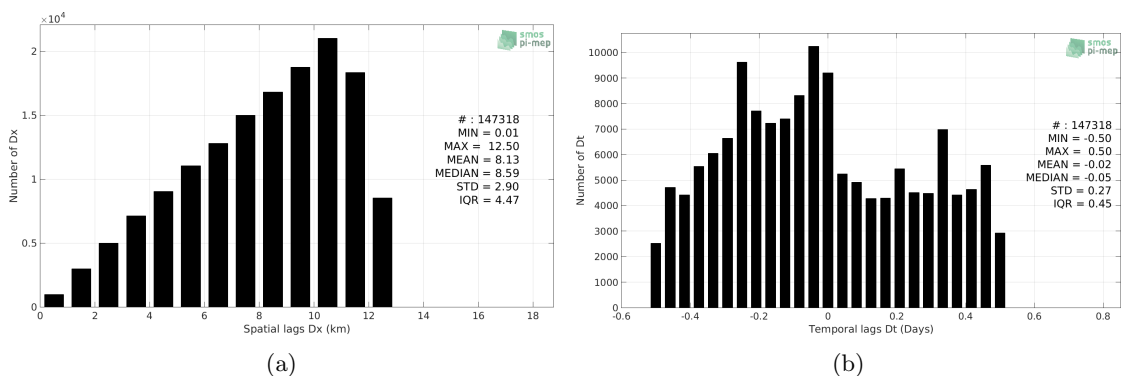 ×10⁴
2
1.5
1
0.5
0
Number of Dx
0 2 4 6 8 10 12 14 16 18
Spatial lags Dx (km)
smos
pi-mep
# : 147318
MIN = 0.01
MAX = 12.50
MEAN = 8.13
MEDIAN = 8.59
STD = 2.90
IQR = 4.47
(a)
10000
9000
8000
7000
6000
5000
4000
3000
2000
1000
0
Number of Dt
-0.6 -0.4 -0.2 0 0.2 0.4 0.6 0.8
Temporal lags Dt (Days)
smos
pi-mep
# : 147318
MIN = -0.50
MAX = 0.50
MEAN = -0.02
MEDIAN = -0.05
STD = 0.27
IQR = 0.45
(b)